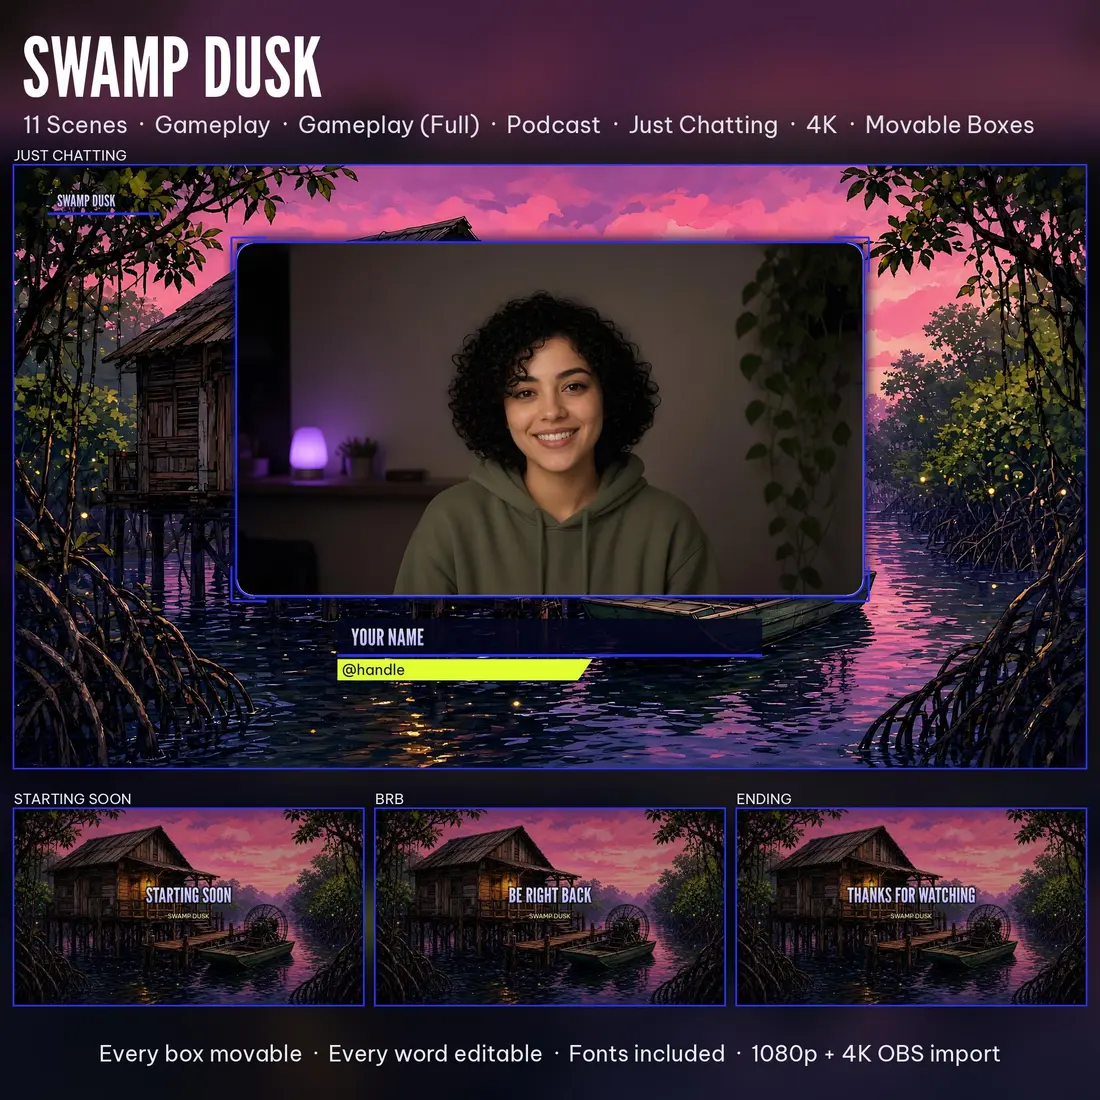 SWAMP DUSK
11 Scenes · Gameplay · Gameplay (Full) · Podcast · Just Chatting · 4K · Movable Boxes
JUST CHATTING
SWAMP DUSK
YOUR NAME
@handle
STARTING SOON
BRB
ENDING
STARTING SOON
SWAMP DUSK
BE RIGHT BACK
SWAMP DUSK
THANKS FOR WATCHING
SWAMP DUSK
Every box movable · Every word editable · Fonts included · 1080p + 4K OBS import